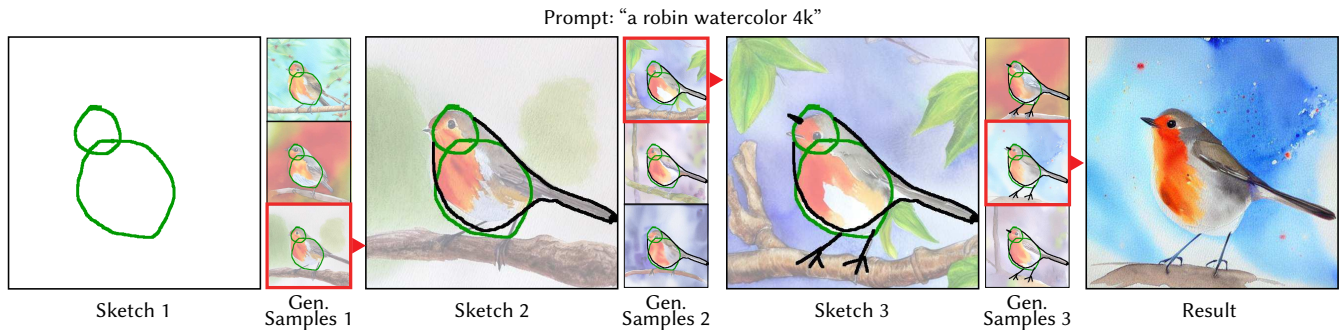 Prompt: “a robin watercolor 4k”
Sketch 1
Gen.
Samples 1
Sketch 2
Gen.
Samples 2
Sketch 3
Gen.
Samples 3
Result